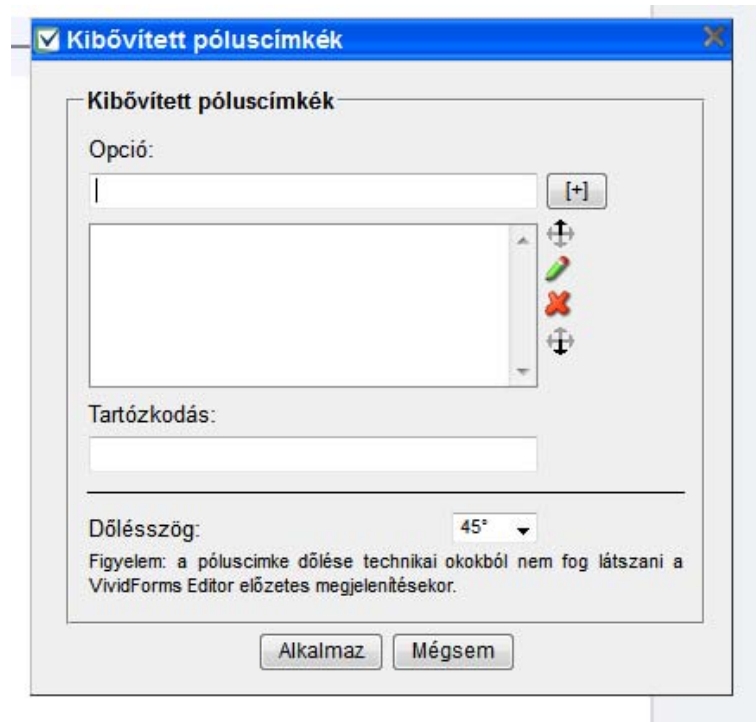 Kibővített póluscímkék
Kibővített póluscímkék
Opció:
[+]
Tartózkodás:
Dőlésszög:
45°
Figyelem: a póluscimke dőlése technikai okokból nem fog látszani a
VividForms Editor előzetes megjelenítésekor.
Alkalmaz
Mégsem